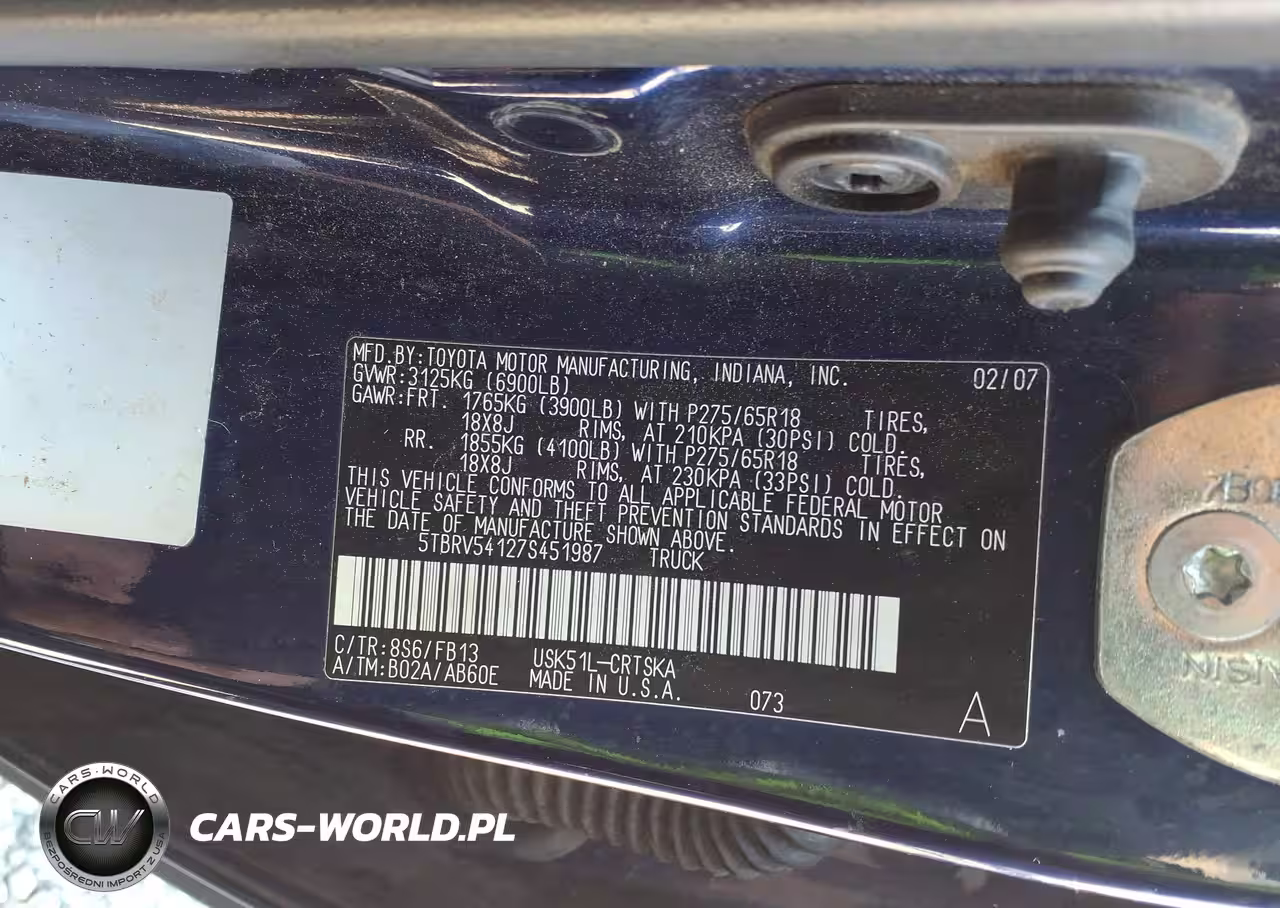 MFD.BY:TOYOTA MOTOR MANUFACTURING, INDIANA, INC. 02/07
GVWR:3125KG (6900LB)
GAWR:FRT. 1765KG (3900LB) WITH P275/65R18 TIRES,
18X8J RIMS, AT 210KPA (30PSI) COLD.
RR. 1855KG (4100LB) WITH P275/65R18 TIRES,
18X8J RIMS, AT 230KPA (33PSI) COLD.
THIS VEHICLE CONFORMS TO ALL APPLICABLE FEDERAL MOTOR
VEHICLE SAFETY AND THEFT PREVENTION STANDARDS IN EFFECT ON
THE DATE OF MANUFACTURE SHOWN ABOVE.
5TBRV54127S451987 TRUCK
C/TR:8S6/FB13 USK51L-CRTSKA
A/TM:B02A/AB60E MADE IN U.S.A. 073
A
CARS-WORLD
CW
BEZPOŚREDNI IMPORT Z USA
CARS-WORLD.PL